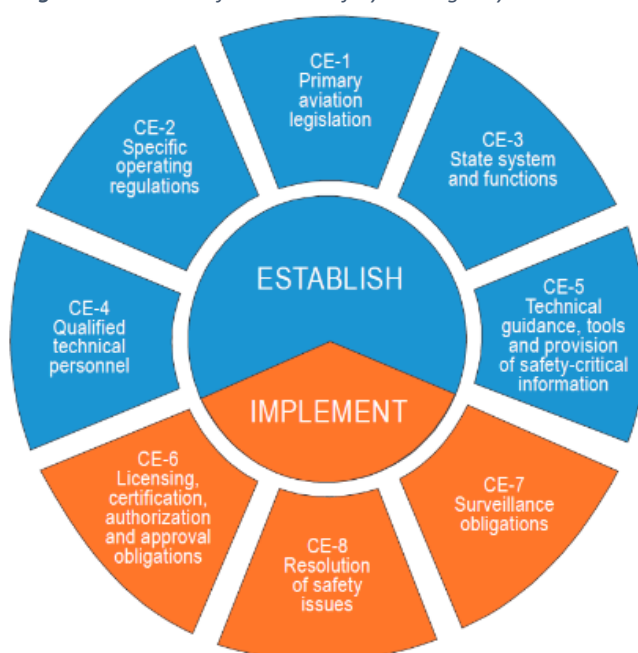 CE-1
Primary
aviation
legislation
CE-2
Specific
operating
regulations
CE-3
State system
and functions
ESTABLISH
CE-4
Qualified
technical
personnel
CE-5
Technical
guidance, tools
and provision
of safety-critical
information
IMPLEMENT
CE-6
Licensing,
certification,
authorization
and approval
obligations
CE-7
Surveillance
obligations
CE-8
Resolution
of safety
issues